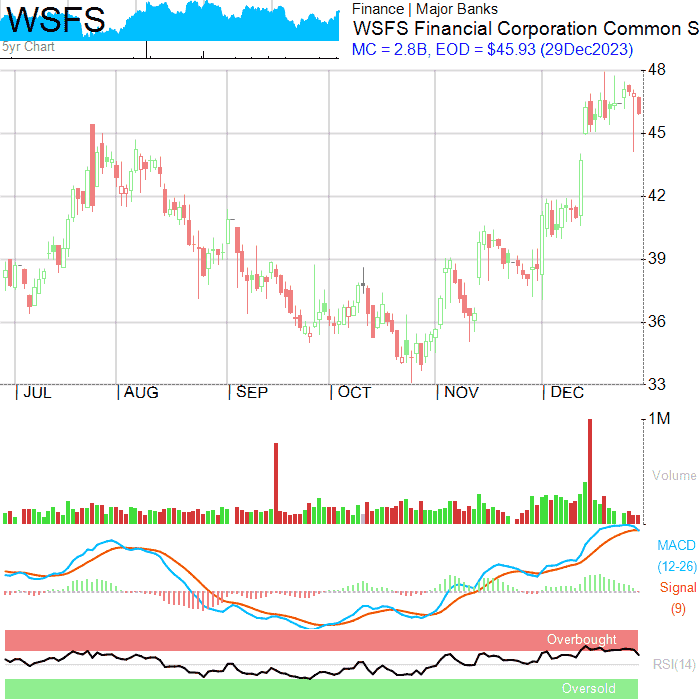 WSFS
5yr Chart
Finance | Major Banks
WSFS Financial Corporation Common S
MC = 2.8B, EOD = $45.93 (29Dec2023)
48
45
42
39
36
33
JUL AUG SEP OCT NOV DEC
1M
Volume
MACD
(12-26)
Signal
(9)
Overbought
RSI(14)
Oversold